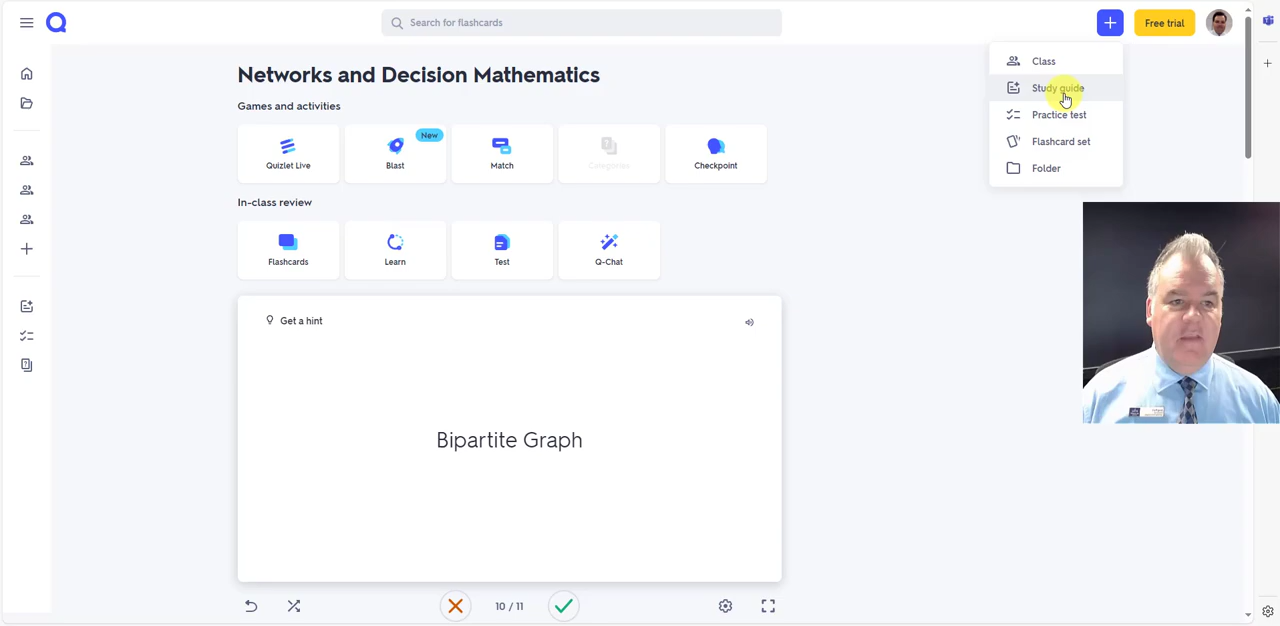 Search for flashcards
Free trial
Class
Study guide
Practice test
Flashcard set
Folder
Networks and Decision Mathematics
Games and activities
New
Quizlet Live
Blast
Match
Categories
Checkpoint
In-class review
Flashcards
Learn
Test
Q-Chat
Get a hint
Bipartite Graph
10 / 11